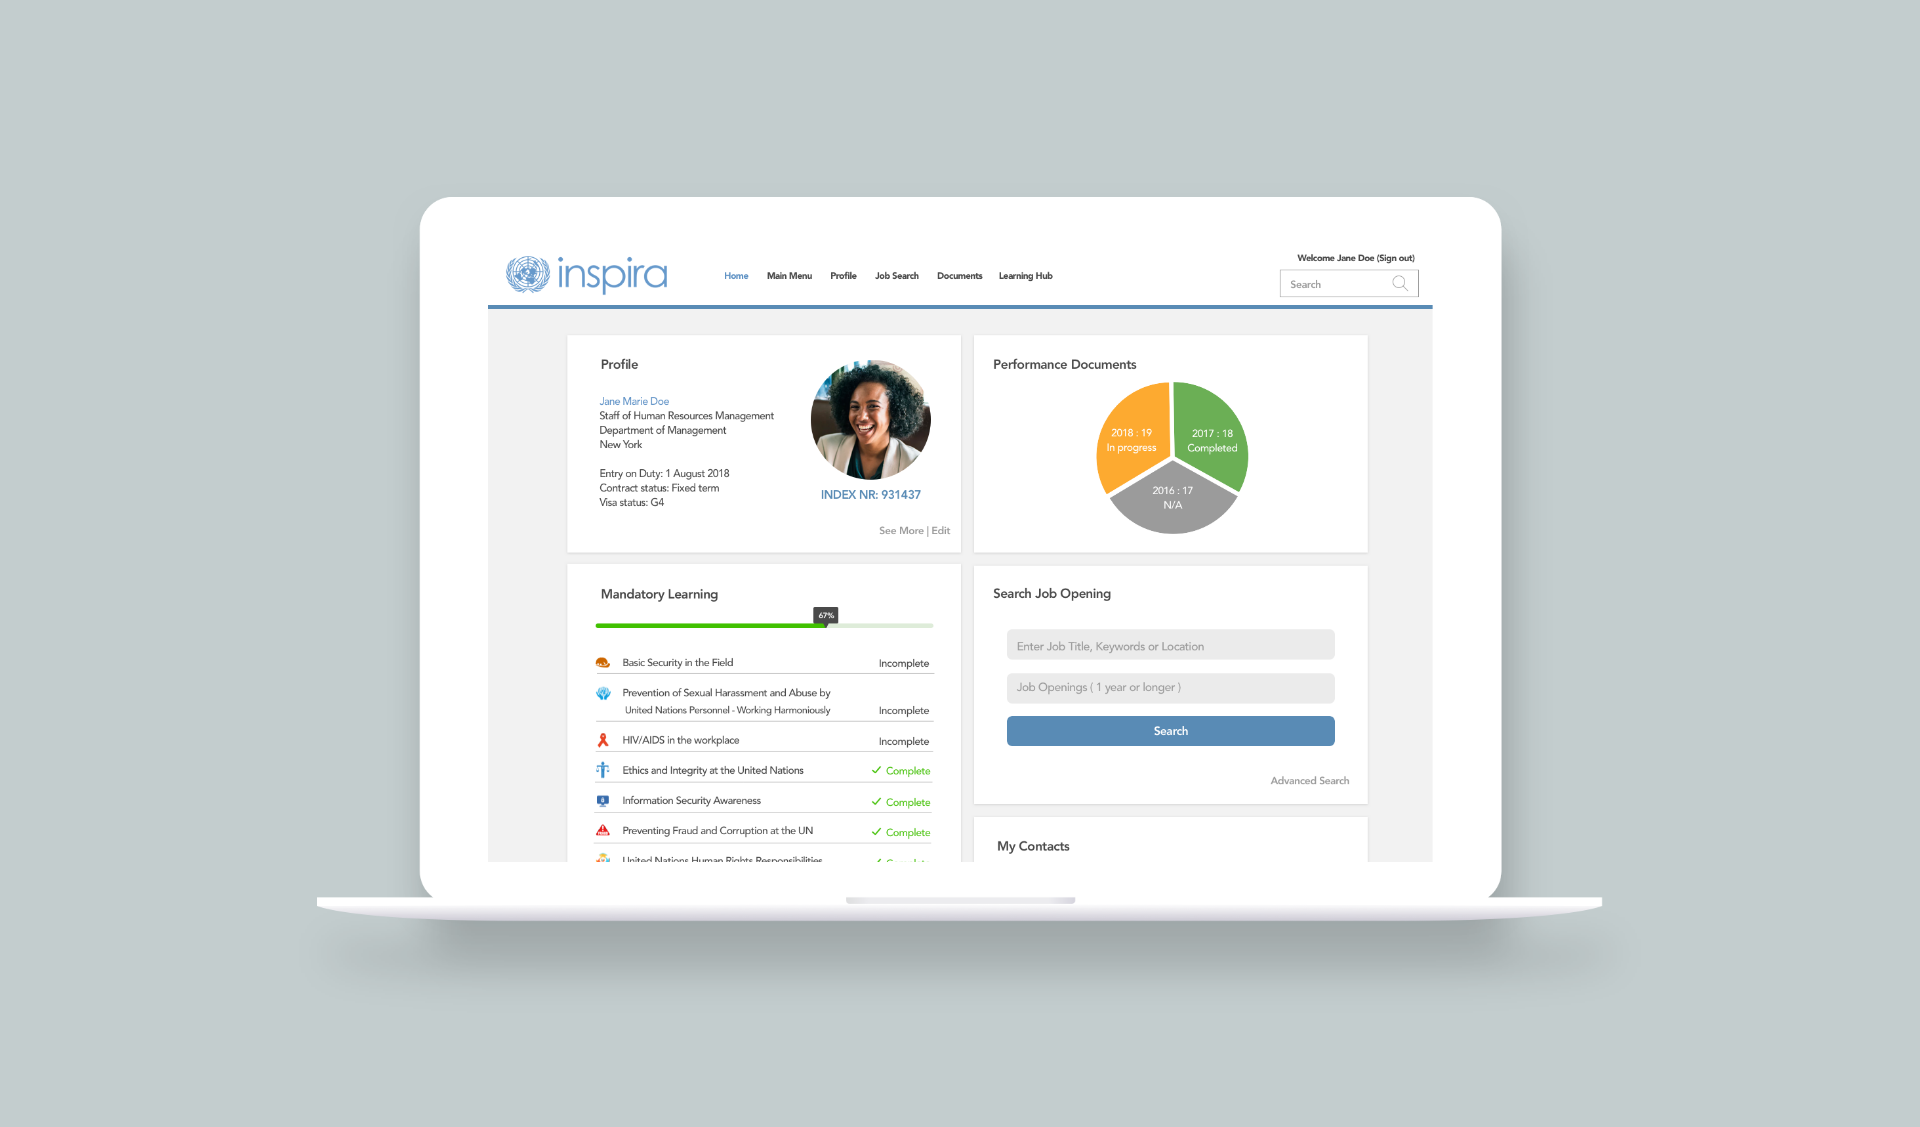 inspira
Home Main Menu Profile Job Search Documents Learning Hub
Welcome Jane Doe (Sign out)
Search
Profile
Jane Marie Doe
Staff of Human Resources Management
Department of Management
New York
Entry on Duty: 1 August 2018
Contract status: Fixed term
Visa status: G4
INDEX NR: 931437
See More | Edit
Performance Documents
2018 : 19
In progress
2017 : 18
Completed
2016 : 17
N/A
Mandatory Learning
67%
Basic Security in the Field Incomplete
Prevention of Sexual Harassment and Abuse by
United Nations Personnel - Working Harmoniously Incomplete
HIV/AIDS in the workplace Incomplete
Ethics and Integrity at the United Nations Complete
Information Security Awareness Complete
Preventing Fraud and Corruption at the UN Complete
United Nations Human Rights Responsibilities Complete
Search Job Opening
Enter Job Title, Keywords or Location
Job Openings ( 1 year or longer )
Search
Advanced Search
My Contacts